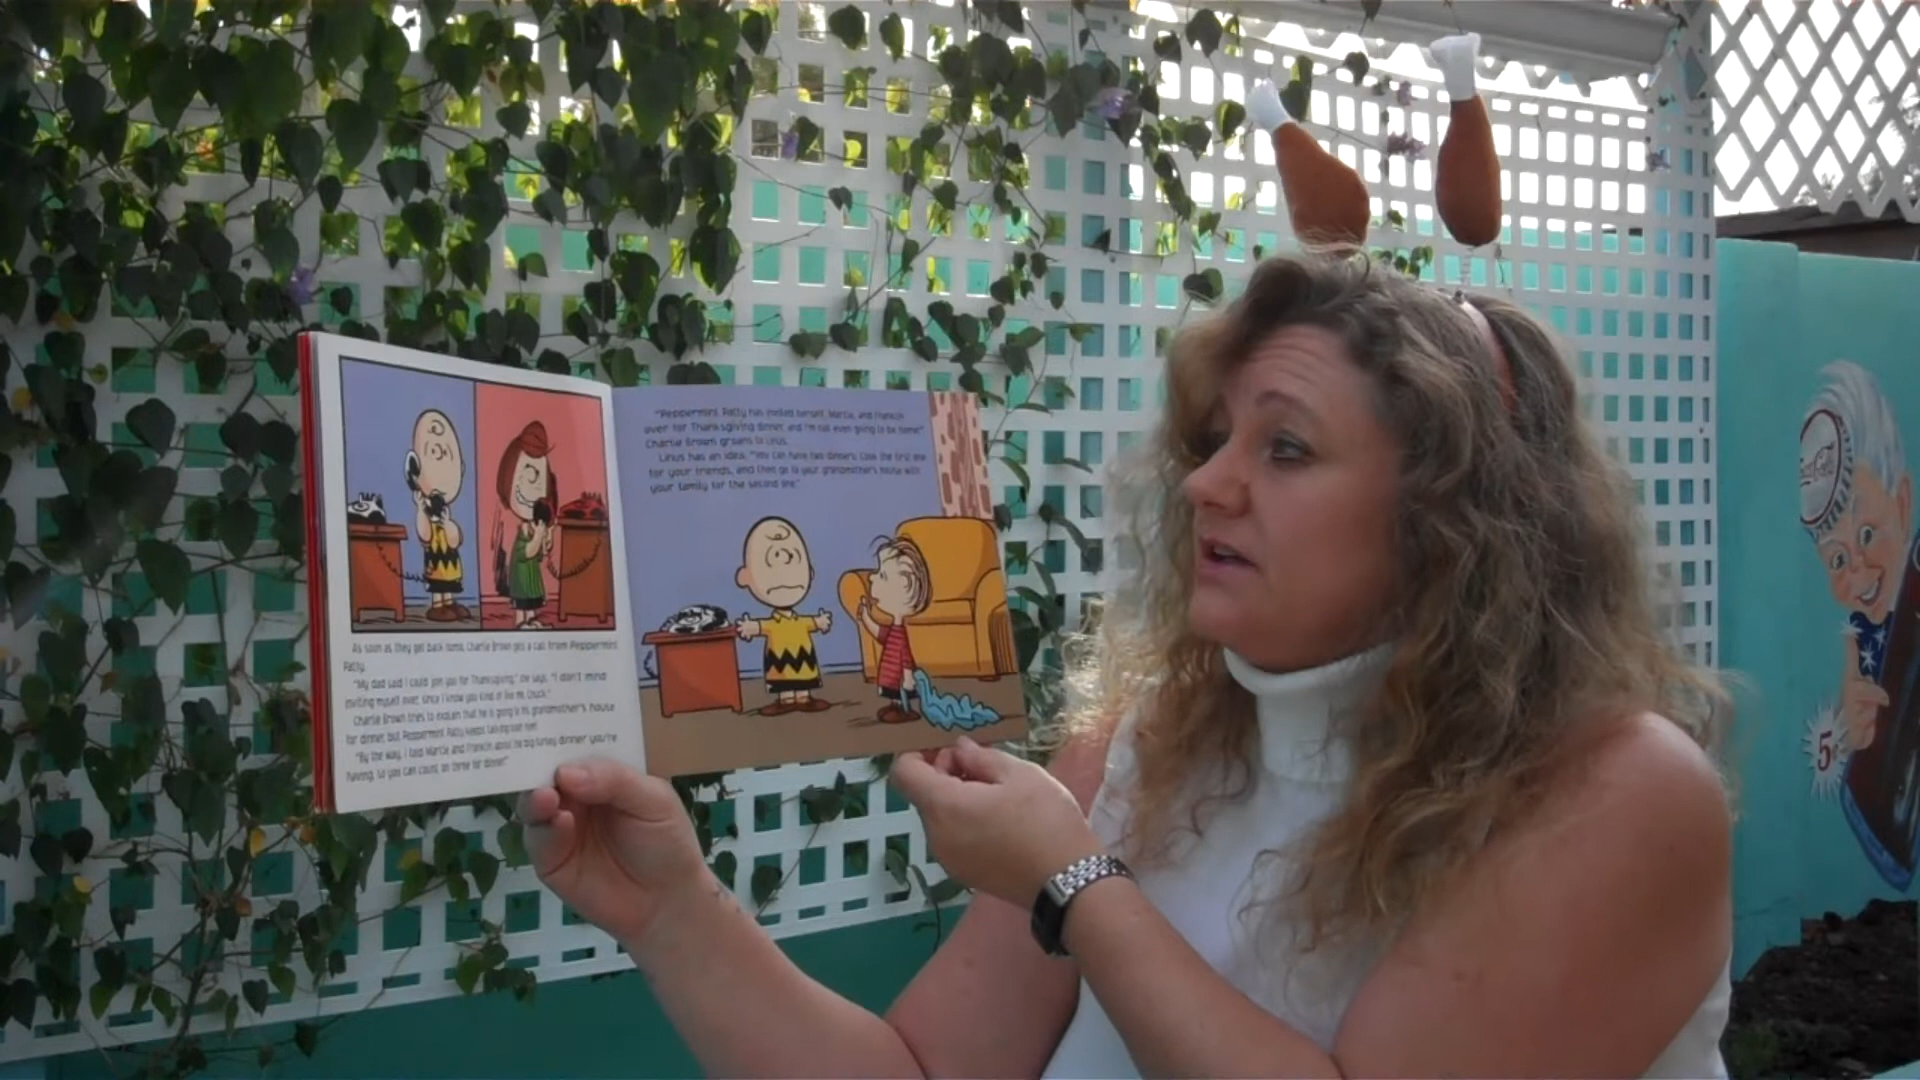 As soon as they get back home, Charlie Brown gets a call from Peppermint
Patty.
"My dad said I could join you for Thanksgiving," she says. "I don't mind
inviting myself over, since I know you kind of like me, Chuck."
Charlie Brown tries to explain that he is going to his grandmother's house
for dinner, but Peppermint Patty keeps talking over him!
"By the way, I told Marcie and Franklin about the big turkey dinner you're
having, so you can count on three for dinner!"
"Peppermint Patty has invited herself, Marcie, and Franklin
over for Thanksgiving dinner, and I'm not even going to be home!"
Charlie Brown groans to Linus.
Linus has an idea. "You can have two dinners. Cook the first one
for your friends, and then go to your grandmother's house with
your family for the second one."
5¢